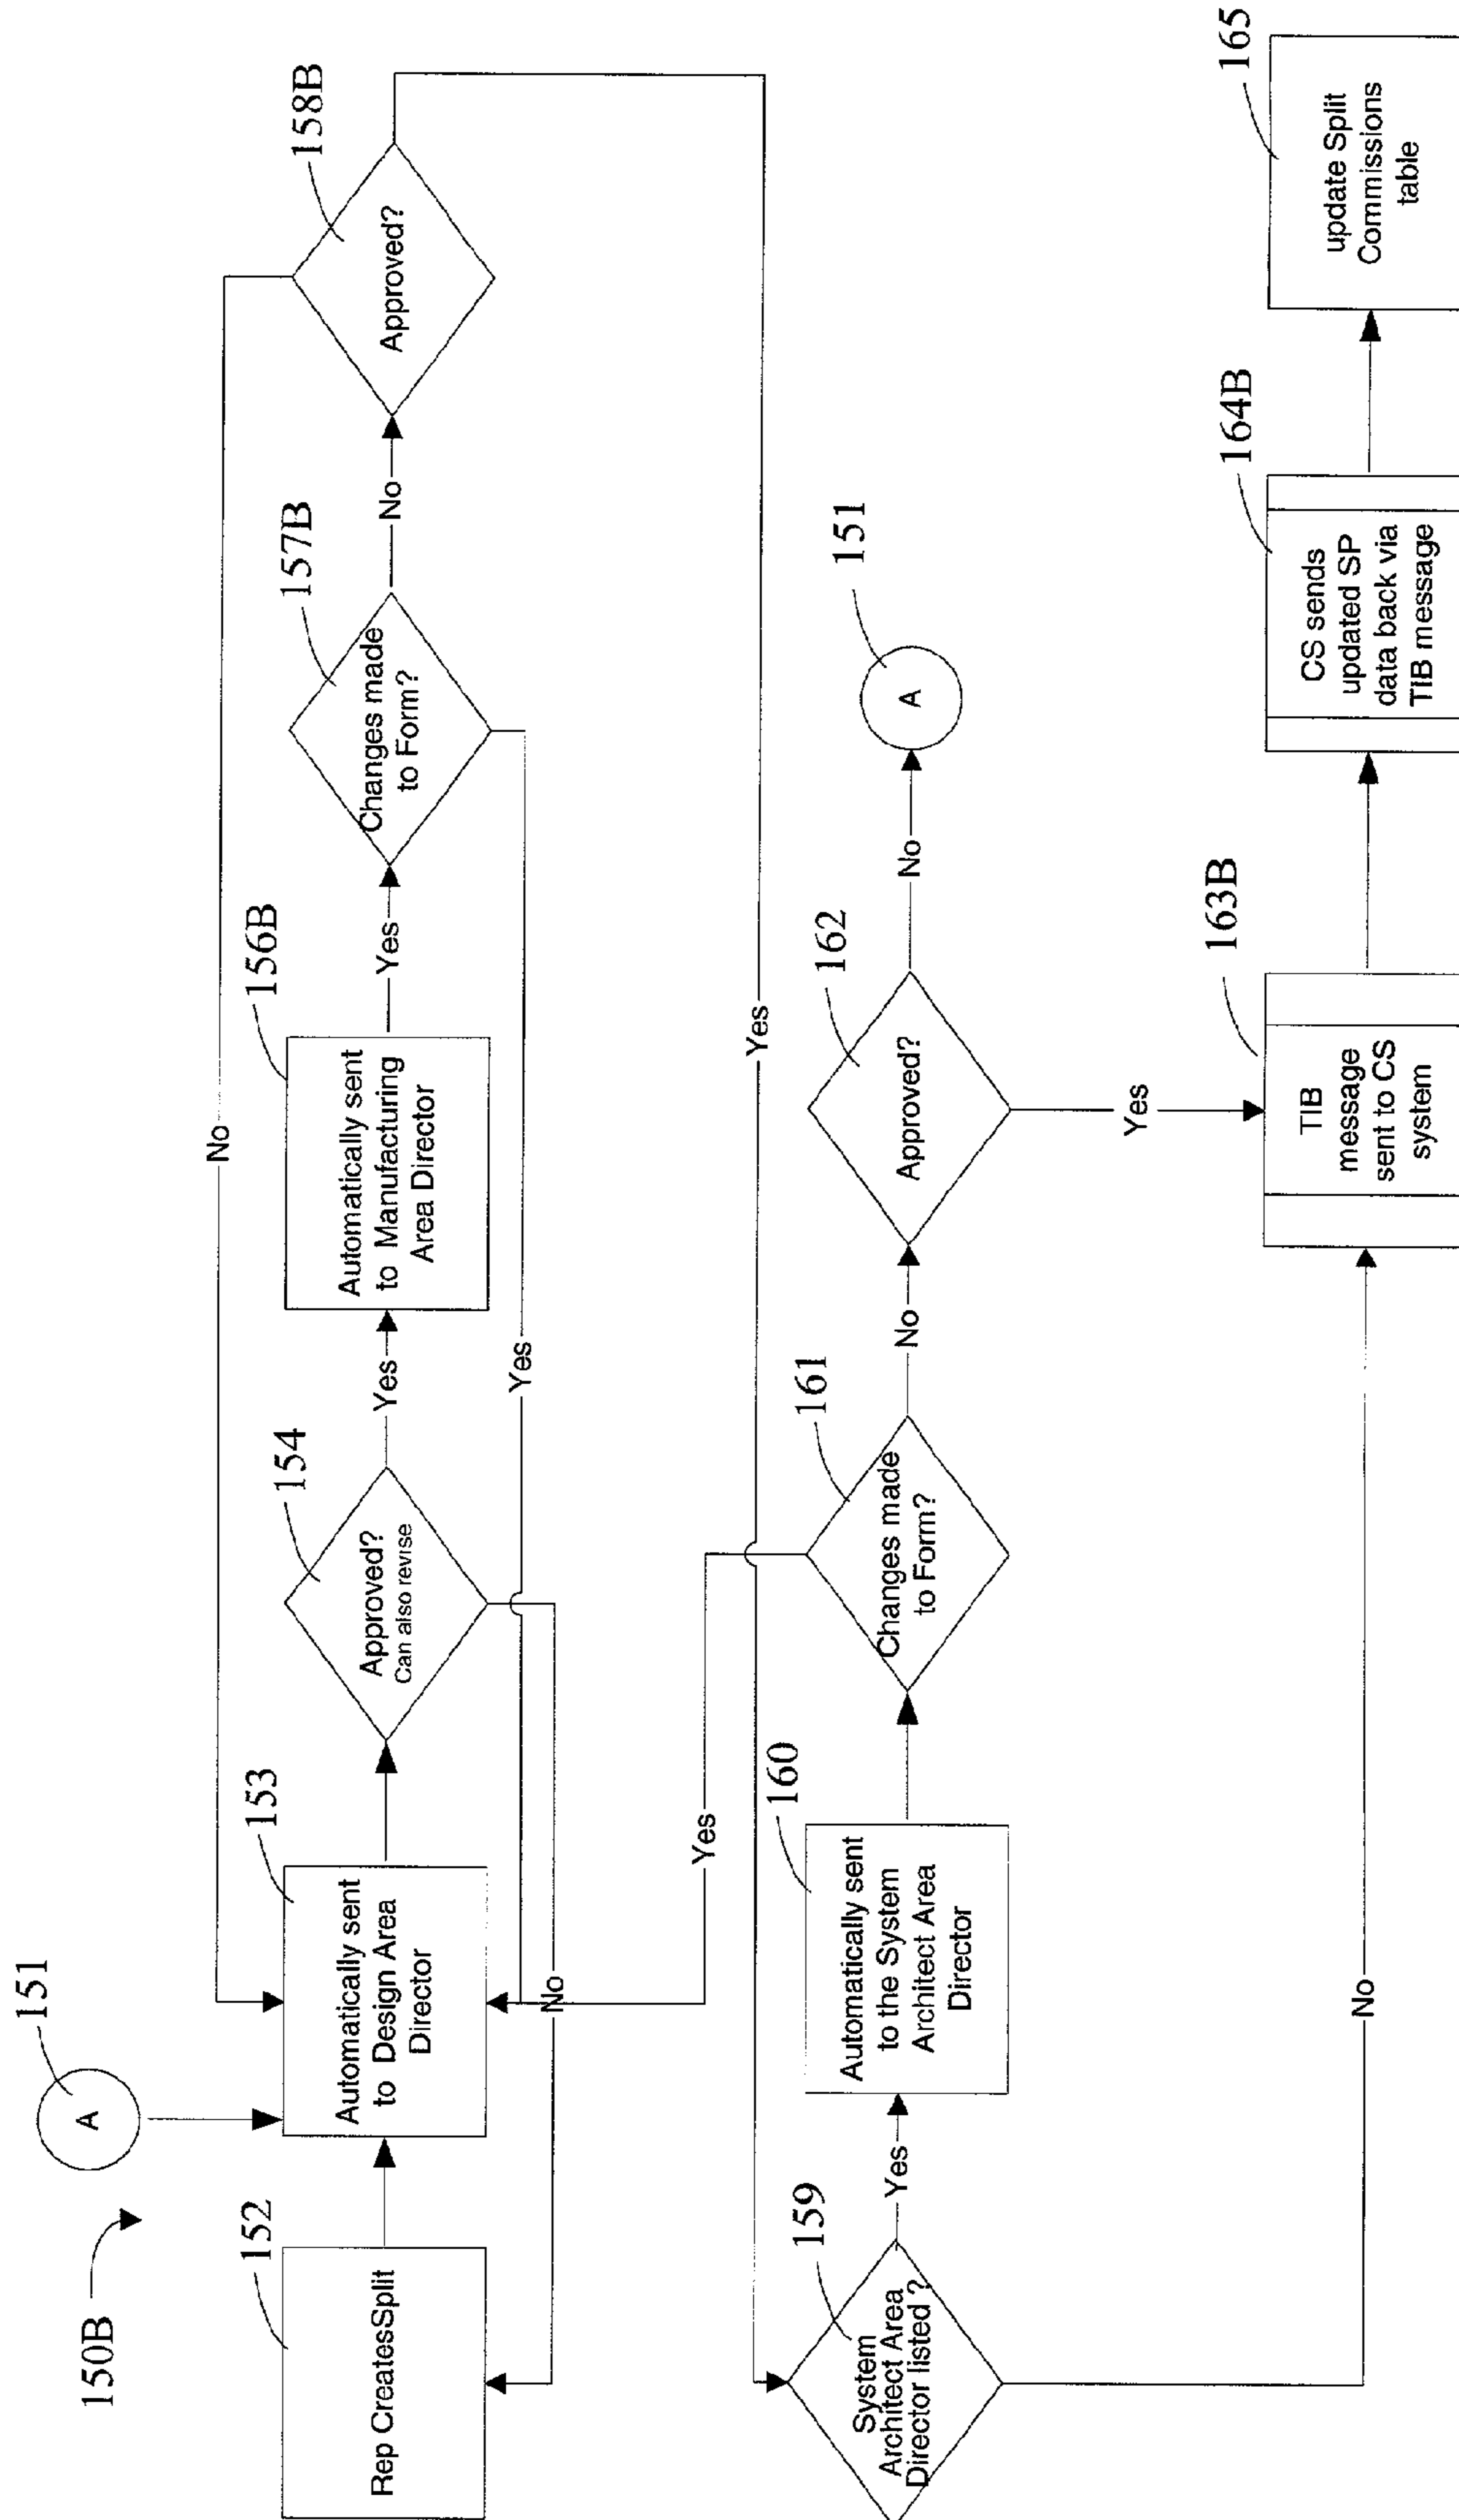 150B
151
A
152
Rep CreatesSplit
153
Automatically sent
to Design Area
Director
154
Approved?
Can also revise
Yes
No
156B
Automatically sent
to Manufacturing
Area Director
Yes
157B
Changes made
to Form?
Yes
No
158B
Approved?
No
Yes
159
System
Architect Area
Director listed ?
Yes
No
160
Automatically sent
to the System
Architect Area
Director
161
Changes made
to Form?
Yes
No
162
Approved?
No
Yes
151
A
163B
TIB
message
sent to CS
system
164B
CS sends
updated SP
data back via
TIB message
165
update Split
Commissions
table